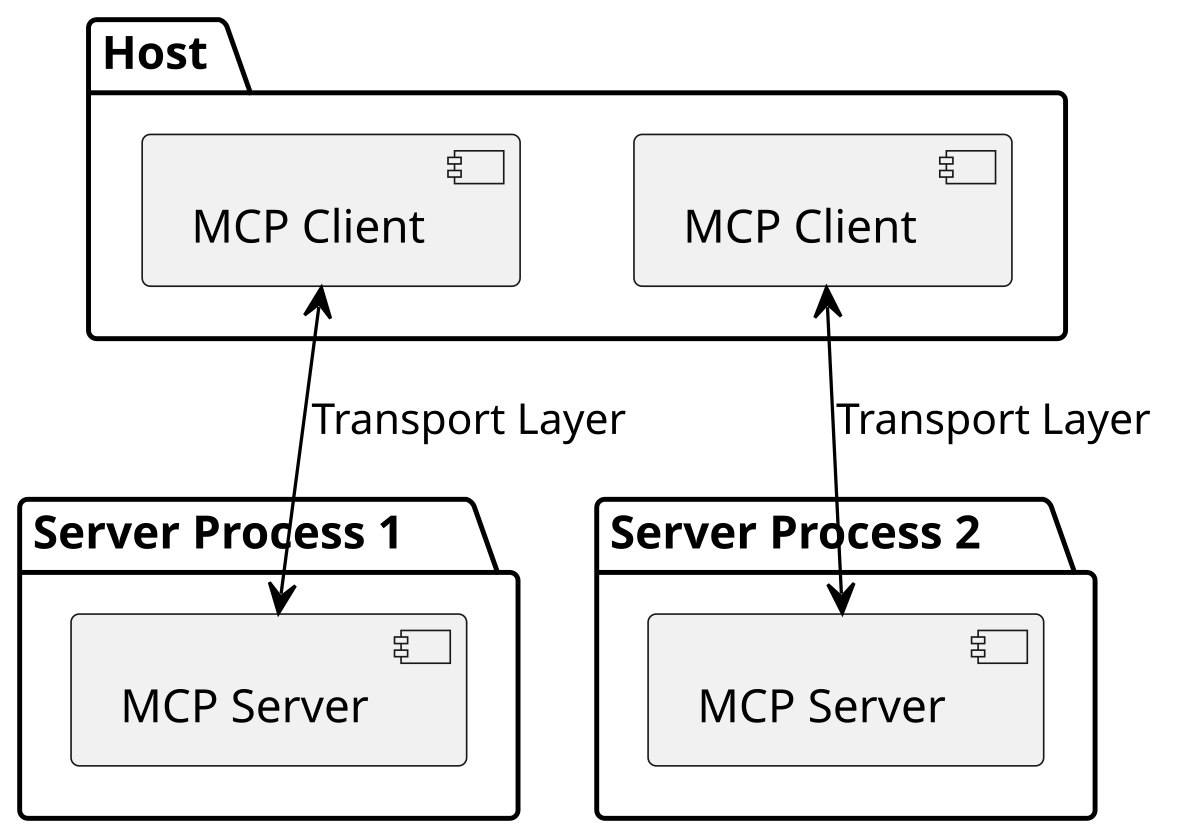 Host
MCP Client
MCP Client
Transport Layer
Transport Layer
Server Process 1
Server Process 2
MCP Server
MCP Server